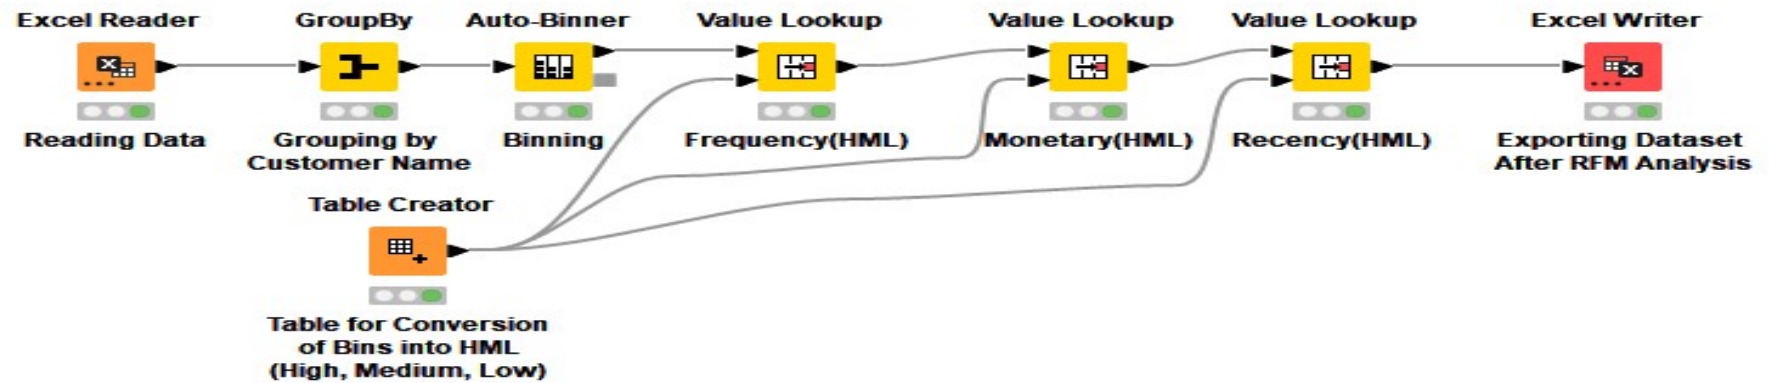 Excel Reader
GroupBy
Auto-Binner
Value Lookup
Value Lookup
Value Lookup
Excel Writer
Reading Data
Grouping by
Customer Name
Binning
Frequency(HML)
Monetary(HML)
Recency(HML)
Exporting Dataset
After RFM Analysis
Table Creator
Table for Conversion
of Bins into HML
(High, Medium, Low)